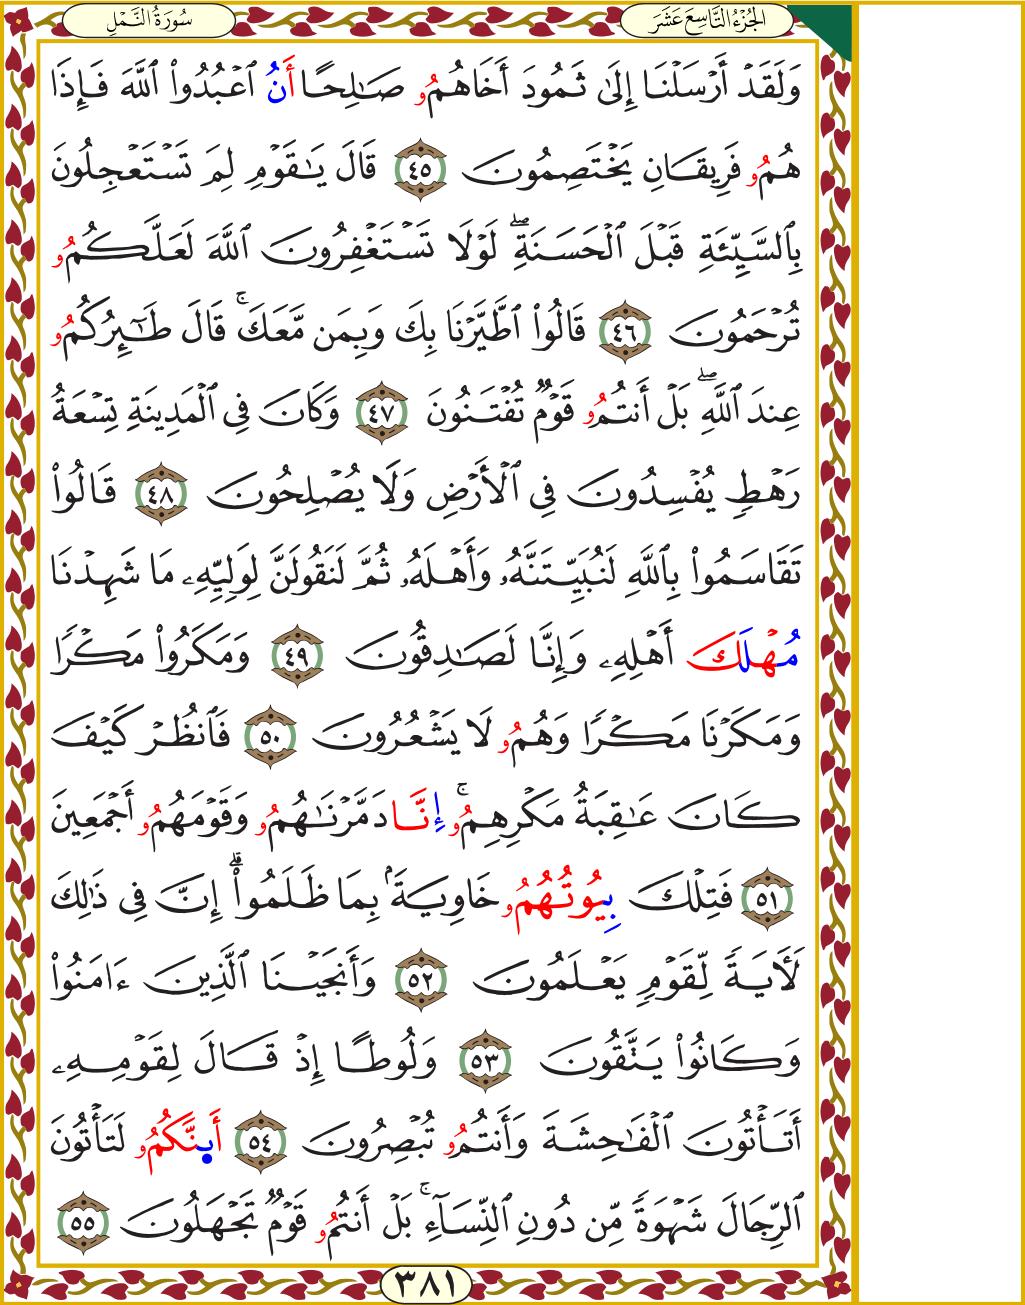 الجُزْءُ التَّاسِعَ عَشَرَ
سُورَةُ النَّمْلِ
وَلَقَدْ أَرْسَلْنَا إِلَىٰ ثَمُودَ أَخَاهُمُۥ صَـٰلِحًا أَنُ ٱعْبُدُوا۟ ٱللَّهَ فَإِذَا
هُمُۥ فَرِيقَانِ يَخْتَصِمُونَ ٤٥ قَالَ يَـٰقَوْمِ لِمَ تَسْتَعْجِلُونَ
بِٱلسَّيِّئَةِ قَبْلَ ٱلْحَسَنَةِ ۖ لَوْلَا تَسْتَغْفِرُونَ ٱللَّهَ لَعَلَّكُمُۥ
تُرْحَمُونَ ٤٦ قَالُوا۟ ٱطَّيَّرْنَا بِكَ وَبِمَن مَّعَكَ ۚ قَالَ طَـٰٓئِرُكُمُۥ
عِندَ ٱللَّهِ ۖ بَلْ أَنتُمُۥ قَوْمٌ تُفْتَنُونَ ٤٧ وَكَانَ فِى ٱلْمَدِينَةِ تِسْعَةُ
رَهْطٍ يُفْسِدُونَ فِى ٱلْأَرْضِ وَلَا يُصْلِحُونَ ٤٨ قَالُوا۟
تَقَاسَمُوا۟ بِٱللَّهِ لَنُبَيِّتَنَّهُۥ وَأَهْلَهُۥ ثُمَّ لَنَقُولَنَّ لِوَلِيِّهِۦ مَا شَهِدْنَا
مُهْلَكَ أَهْلِهِۦ وَإِنَّا لَصَـٰدِقُونَ ٤٩ وَمَكَرُوا۟ مَكْرًا
وَمَكَرْنَا مَكْرًا وَهُمُۥ لَا يَشْعُرُونَ ٥٠ فَٱنظُرْ كَيْفَ
كَانَ عَـٰقِبَةُ مَكْرِهِمُۥ ۚ إِنَّا دَمَّرْنَـٰهُمُۥ وَقَوْمَهُمُۥ أَجْمَعِينَ
٥١ فَتِلْكَ بِيُوتُهُمُۥ خَاوِيَةًۢ بِمَا ظَلَمُوٓا۟ ۗ إِنَّ فِى ذَٰلِكَ
لَـَٔايَةً لِّقَوْمٍ يَعْلَمُونَ ٥٢ وَأَنجَيْنَا ٱلَّذِينَ ءَامَنُوا۟
وَكَانُوا۟ يَتَّقُونَ ٥٣ وَلُوطًا إِذْ قَالَ لِقَوْمِهِۦ
أَتَأْتُونَ ٱلْفَـٰحِشَةَ وَأَنتُمُۥ تُبْصِرُونَ ٥٤ أَىِٕنَّكُمُۥ لَتَأْتُونَ
ٱلرِّجَالَ شَهْوَةً مِّن دُونِ ٱلنِّسَآءِ ۚ بَلْ أَنتُمُۥ قَوْمٌ تَجْهَلُونَ ٥٥
٣٨١